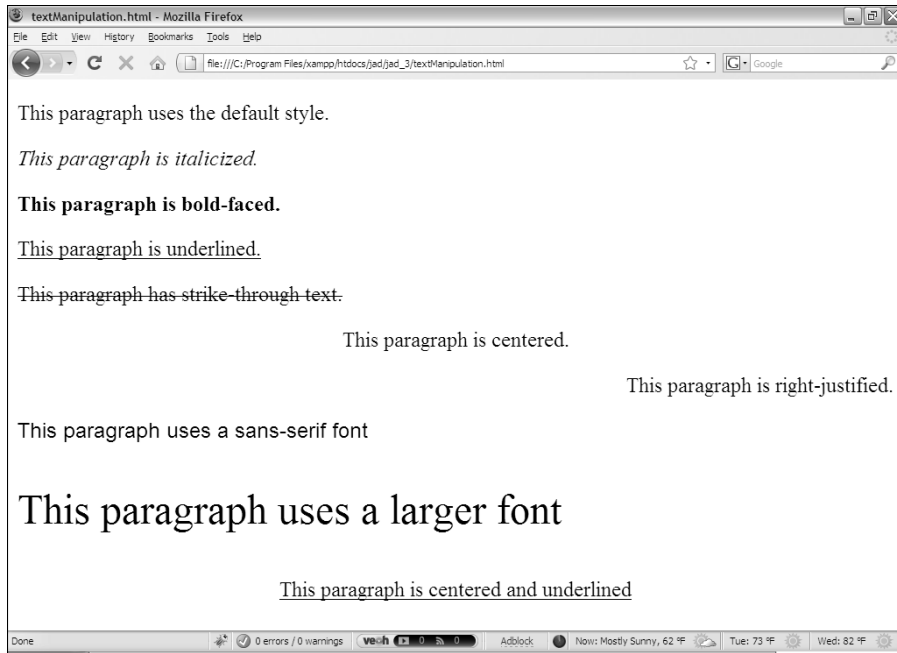 textManipulation.html - Mozilla Firefox
File Edit View History Bookmarks Tools Help
file:///C:/Program Files/xampp/htdocs/jad/jad_3/textManipulation.html G Google
This paragraph uses the default style.
This paragraph is italicized.
This paragraph is bold-faced.
This paragraph is underlined.
This paragraph has strike-through text.
This paragraph is centered.
This paragraph is right-justified.
This paragraph uses a sans-serif font
This paragraph uses a larger font
This paragraph is centered and underlined
Done 0 errors / 0 warnings veoh 0 0 Adblock Now: Mostly Sunny, 62 °F Tue: 73 °F Wed: 82 °F